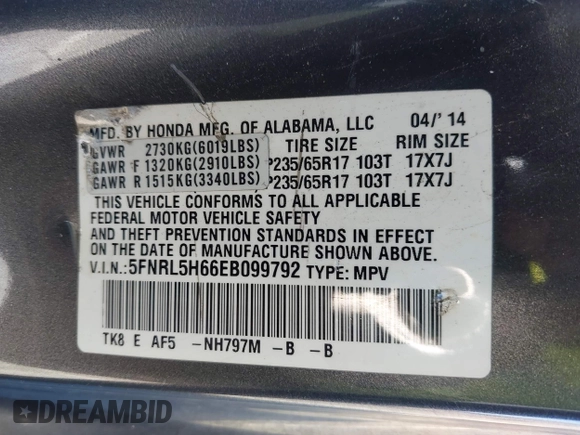 MFD. BY HONDA MFG. OF ALABAMA, LLC 04/'14
GVWR 2730KG(6019LBS) TIRE SIZE RIM SIZE
GAWR F 1320KG(2910LBS) P235/65R17 103T 17X7J
GAWR R 1515KG(3340LBS) P235/65R17 103T 17X7J
THIS VEHICLE CONFORMS TO ALL APPLICABLE
FEDERAL MOTOR VEHICLE SAFETY
AND THEFT PREVENTION STANDARDS IN EFFECT
ON THE DATE OF MANUFACTURE SHOWN ABOVE.
V.I.N.: 5FNRL5H66EB099792 TYPE: MPV
TK8 E AF5 -NH797M -B -B
DREAMBID